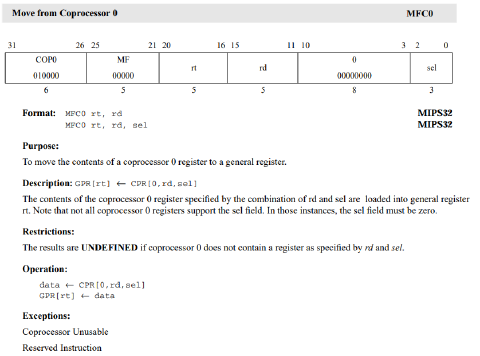 Move from Coprocessor 0 MFC0
31 26 25 21 20 16 15 11 10 3 2 0
COP0 MF rt rd 0 sel
010000 00000 00000000
6 5 5 5 8 3
Format: MFC0 rt, rd MIPS32
MFC0 rt, rd, sel MIPS32
Purpose:
To move the contents of a coprocessor 0 register to a general register.
Description: GPR[rt] ← CPR[0,rd,sel]
The contents of the coprocessor 0 register specified by the combination of rd and sel are loaded into general register
rt. Note that not all coprocessor 0 registers support the sel field. In those instances, the sel field must be zero.
Restrictions:
The results are UNDEFINED if coprocessor 0 does not contain a register as specified by rd and sel.
Operation:
data ← CPR[0,rd,sel]
GPR[rt] ← data
Exceptions:
Coprocessor Unusable
Reserved Instruction